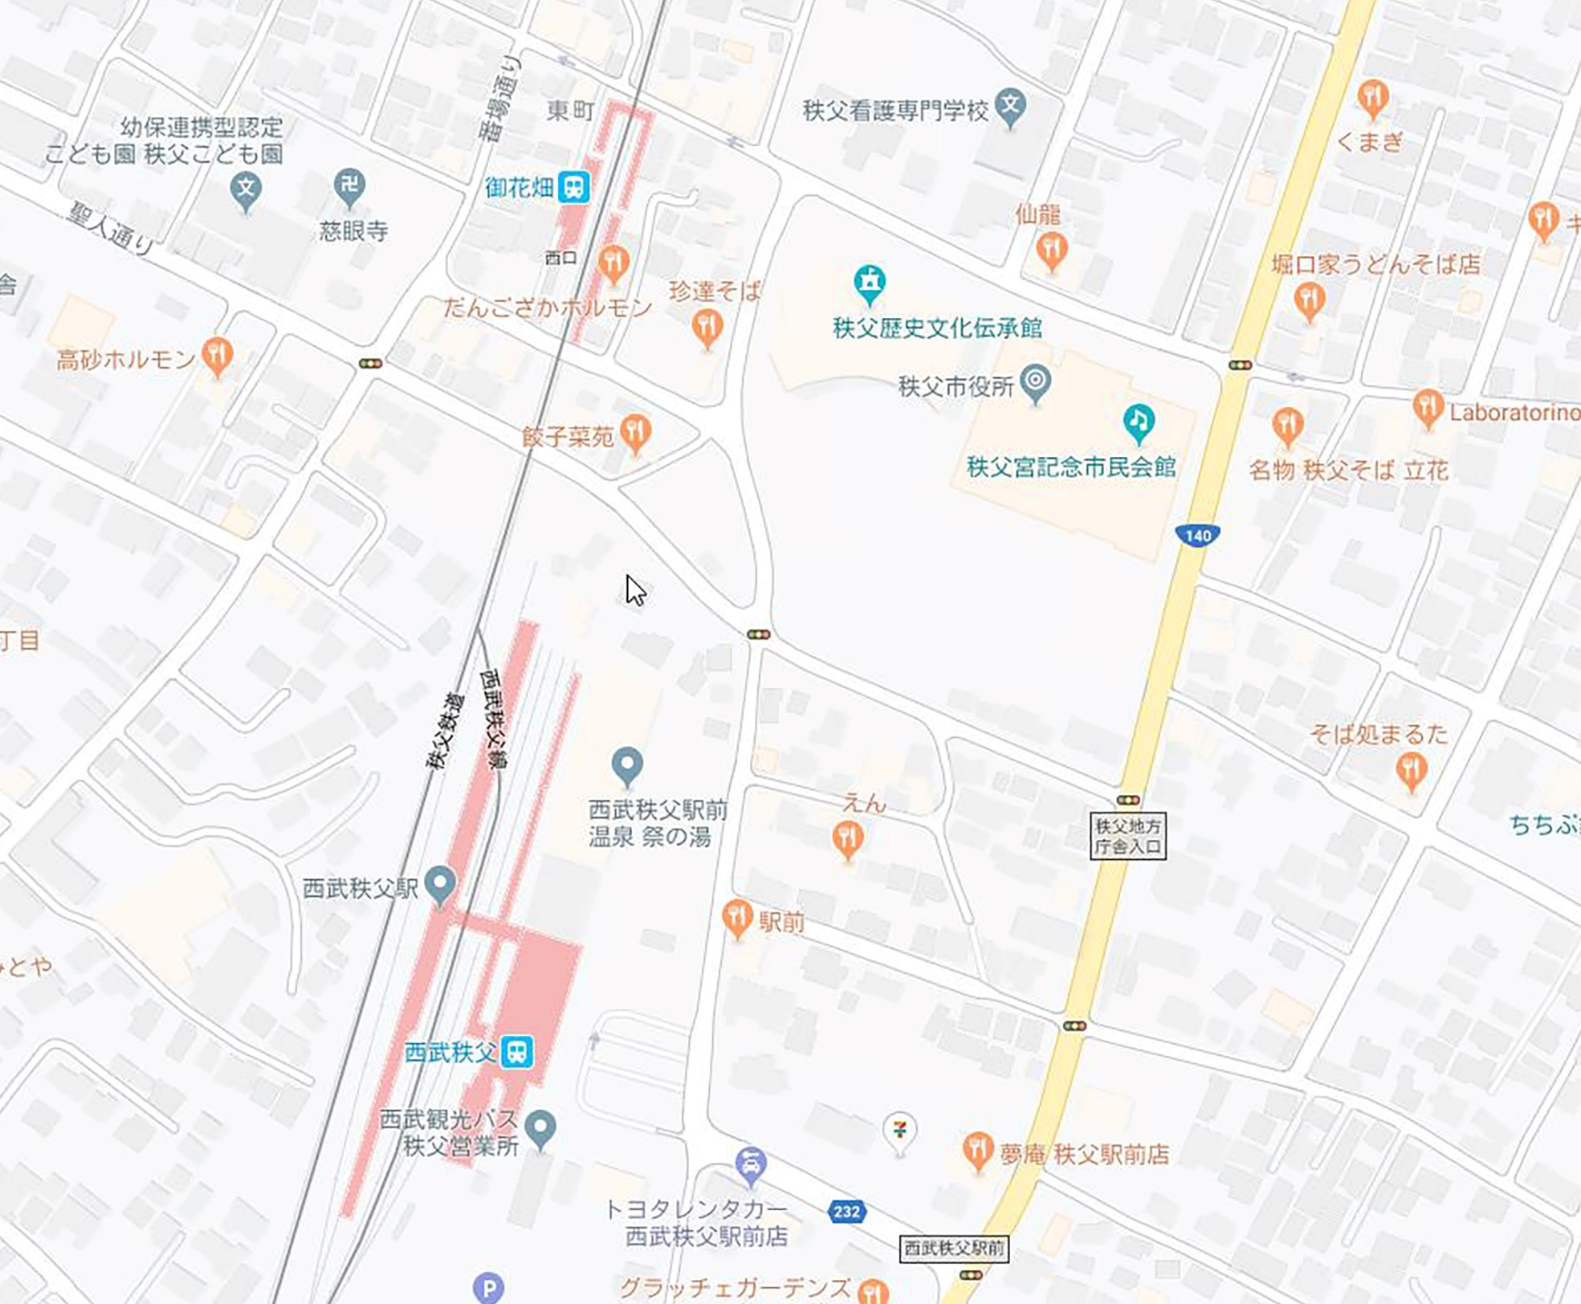 番場通り
東町
秩父看護専門学校
くまぎ
幼保連携型認定
こども園 秩父こども園
御花畑
慈眼寺
聖人通り
仙龍
キ
西口
堀口家うどんそば店
舎
だんござかホルモン
珍達そば
秩父歴史文化伝承館
高砂ホルモン
秩父市役所
Laboratorino
餃子菜苑
秩父宮記念市民会館
名物 秩父そば 立花
140
丁目
秩父鉄道
西武秩父線
そば処まるた
西武秩父駅前
温泉 祭の湯
えん
秩父地方
庁舎入口
ちちぶ
西武秩父駅
駅前
みとや
西武秩父
西武観光バス
秩父営業所
夢庵 秩父駅前店
トヨタレンタカー
西武秩父駅前店
232
西武秩父駅前
P
グラッチェガーデンズ